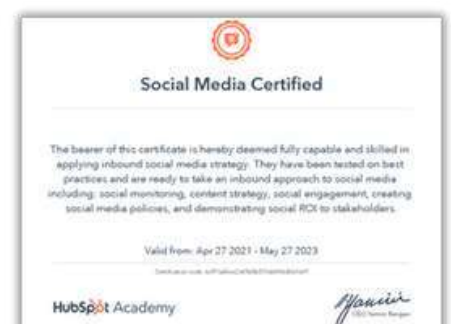 Social Media Certified
The bearer of this certificate is hereby deemed fully capable and skilled in
applying inbound social media strategy. They have been tested on best
practices and are ready to take an inbound approach to social media
including: social monitoring, content strategy, social engagement, creating
social media policies, and demonstrating social ROI to stakeholders.
Valid from: Apr 27 2021 - May 27 2023
HubSpot Academy